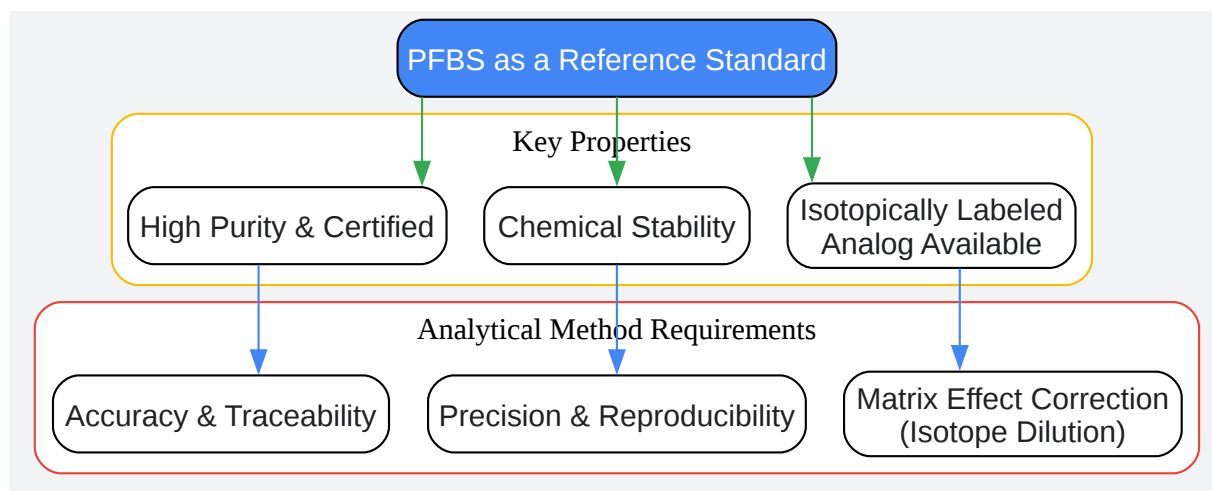 PFBS as a Reference Standard
Key Properties
High Purity & Certified
Chemical Stability
Isotopically Labeled
Analog Available
Analytical Method Requirements
Accuracy & Traceability
Precision & Reproducibility
Matrix Effect Correction
(Isotope Dilution)